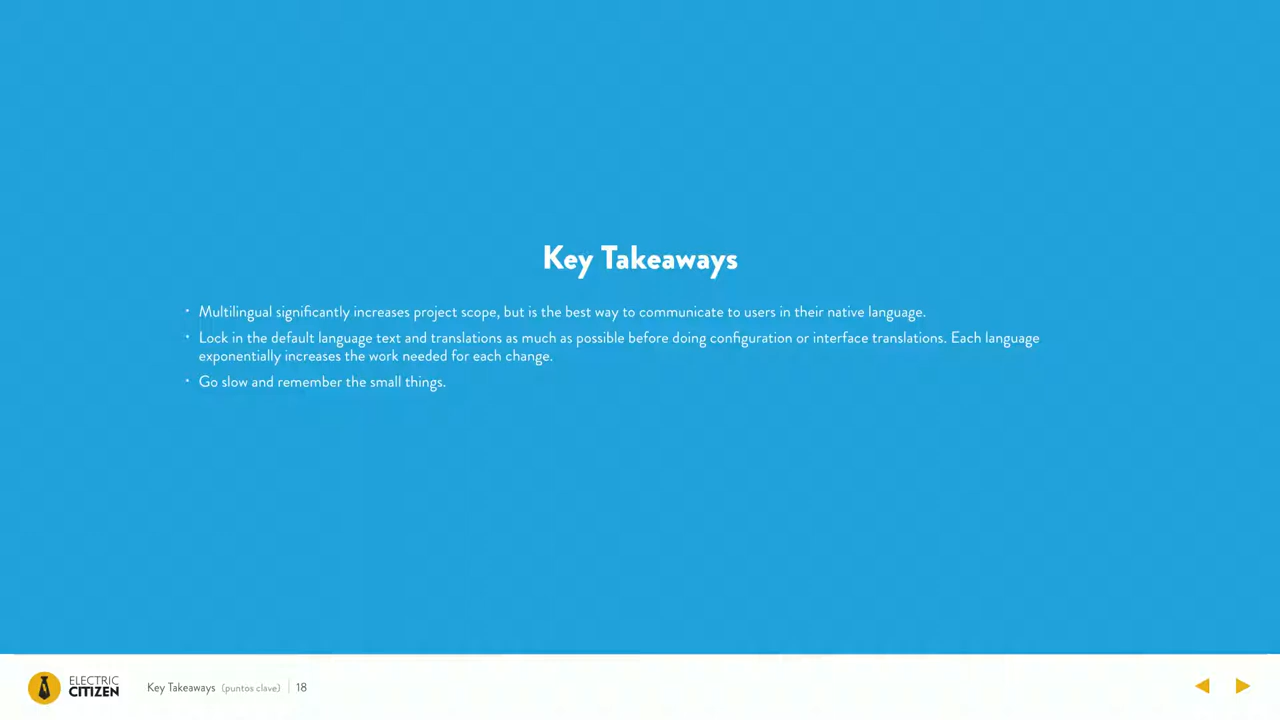 Key Takeaways
• Multilingual significantly increases project scope, but is the best way to communicate to users in their native language.
• Lock in the default language text and translations as much as possible before doing configuration or interface translations. Each language
exponentially increases the work needed for each change.
• Go slow and remember the small things.
ELECTRIC
CITIZEN
Key Takeaways (puntos clave) | 18